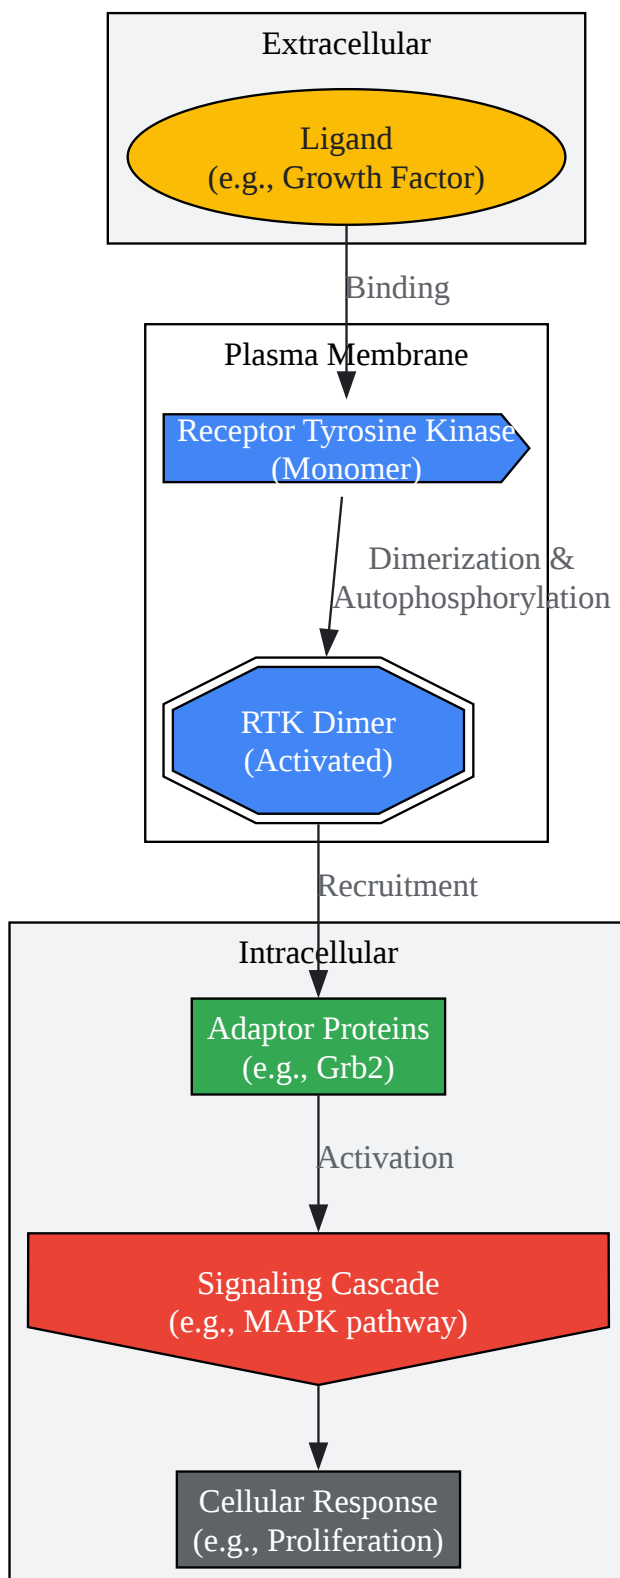 Extracellular
Ligand
(e.g., Growth Factor)
Binding
Plasma Membrane
Receptor Tyrosine Kinase
(Monomer)
Dimerization &
Autophosphorylation
RTK Dimer
(Activated)
Recruitment
Intracellular
Adaptor Proteins
(e.g., Grb2)
Activation
Signaling Cascade
(e.g., MAPK pathway)
Cellular Response
(e.g., Proliferation)